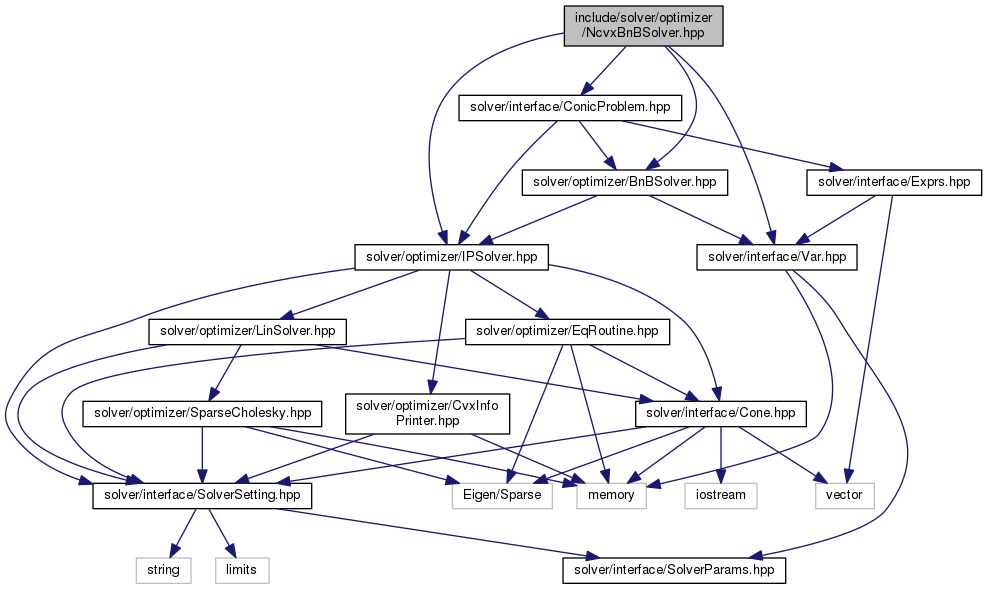 include/solver/optimizer
/NcvxBnBSolver.hpp
solver/interface/ConicProblem.hpp
solver/optimizer/BnBSolver.hpp
solver/interface/Exprs.hpp
solver/optimizer/IPSolver.hpp
solver/interface/Var.hpp
solver/optimizer/LinSolver.hpp
solver/optimizer/EqRoutine.hpp
solver/optimizer/SparseCholesky.hpp
solver/optimizer/CvxInfo
Printer.hpp
solver/interface/Cone.hpp
solver/interface/SolverSetting.hpp
Eigen/Sparse
memory
iostream
vector
string
limits
solver/interface/SolverParams.hpp